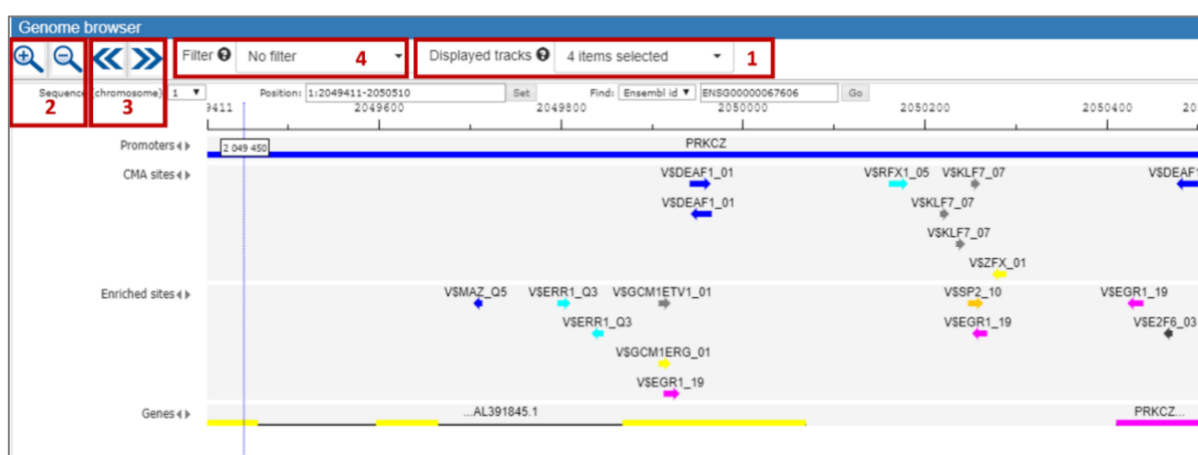 Genome browser
Filter ? No filter 4 Displayed tracks ? 4 items selected 1
Sequence (chromosome): 1 Position: 1:2049411-2050510 Set Find: Ensembl id ENSG00000067606 Go
2 3
9411 2049600 2049800 2050000 2050200 2050400
Promoters 2 049 450 PRKCZ
CMA sites V$DEAF1_01 V$RFX1_05 V$KLF7_07 V$DEAF1
V$DEAF1_01 V$KLF7_07
V$KLF7_07
V$ZFX_01
Enriched sites V$MAZ_Q5 V$ERR1_Q3 V$GCM1ETV1_01 V$SP2_10 V$EGR1_19
V$ERR1_Q3 V$EGR1_19 V$E2F6_03
V$GCM1ERG_01
V$EGR1_19
Genes ...AL391845.1 PRKCZ...